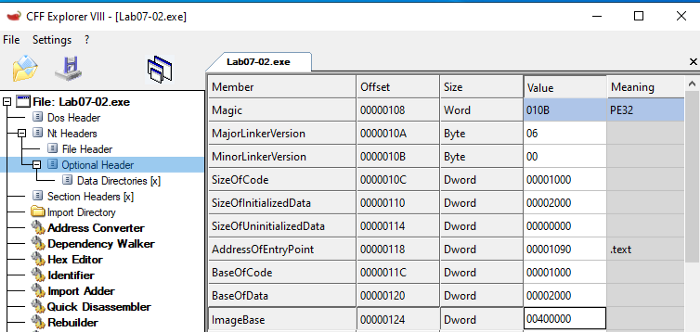 CFF Explorer VIII - [Lab07-02.exe]
File Settings ?
File: Lab07-02.exe
Dos Header
Nt Headers
File Header
Optional Header
Data Directories [x]
Section Headers [x]
Import Directory
Address Converter
Dependency Walker
Hex Editor
Identifier
Import Adder
Quick Disassembler
Rebuilder
Lab07-02.exe
Member Offset Size Value Meaning
Magic 00000108 Word 010B PE32
MajorLinkerVersion 0000010A Byte 06
MinorLinkerVersion 0000010B Byte 00
SizeOfCode 0000010C Dword 00001000
SizeOfInitializedData 00000110 Dword 00002000
SizeOfUninitializedData 00000114 Dword 00000000
AddressOfEntryPoint 00000118 Dword 00001090 .text
BaseOfCode 0000011C Dword 00001000
BaseOfData 00000120 Dword 00002000
ImageBase 00000124 Dword 00400000